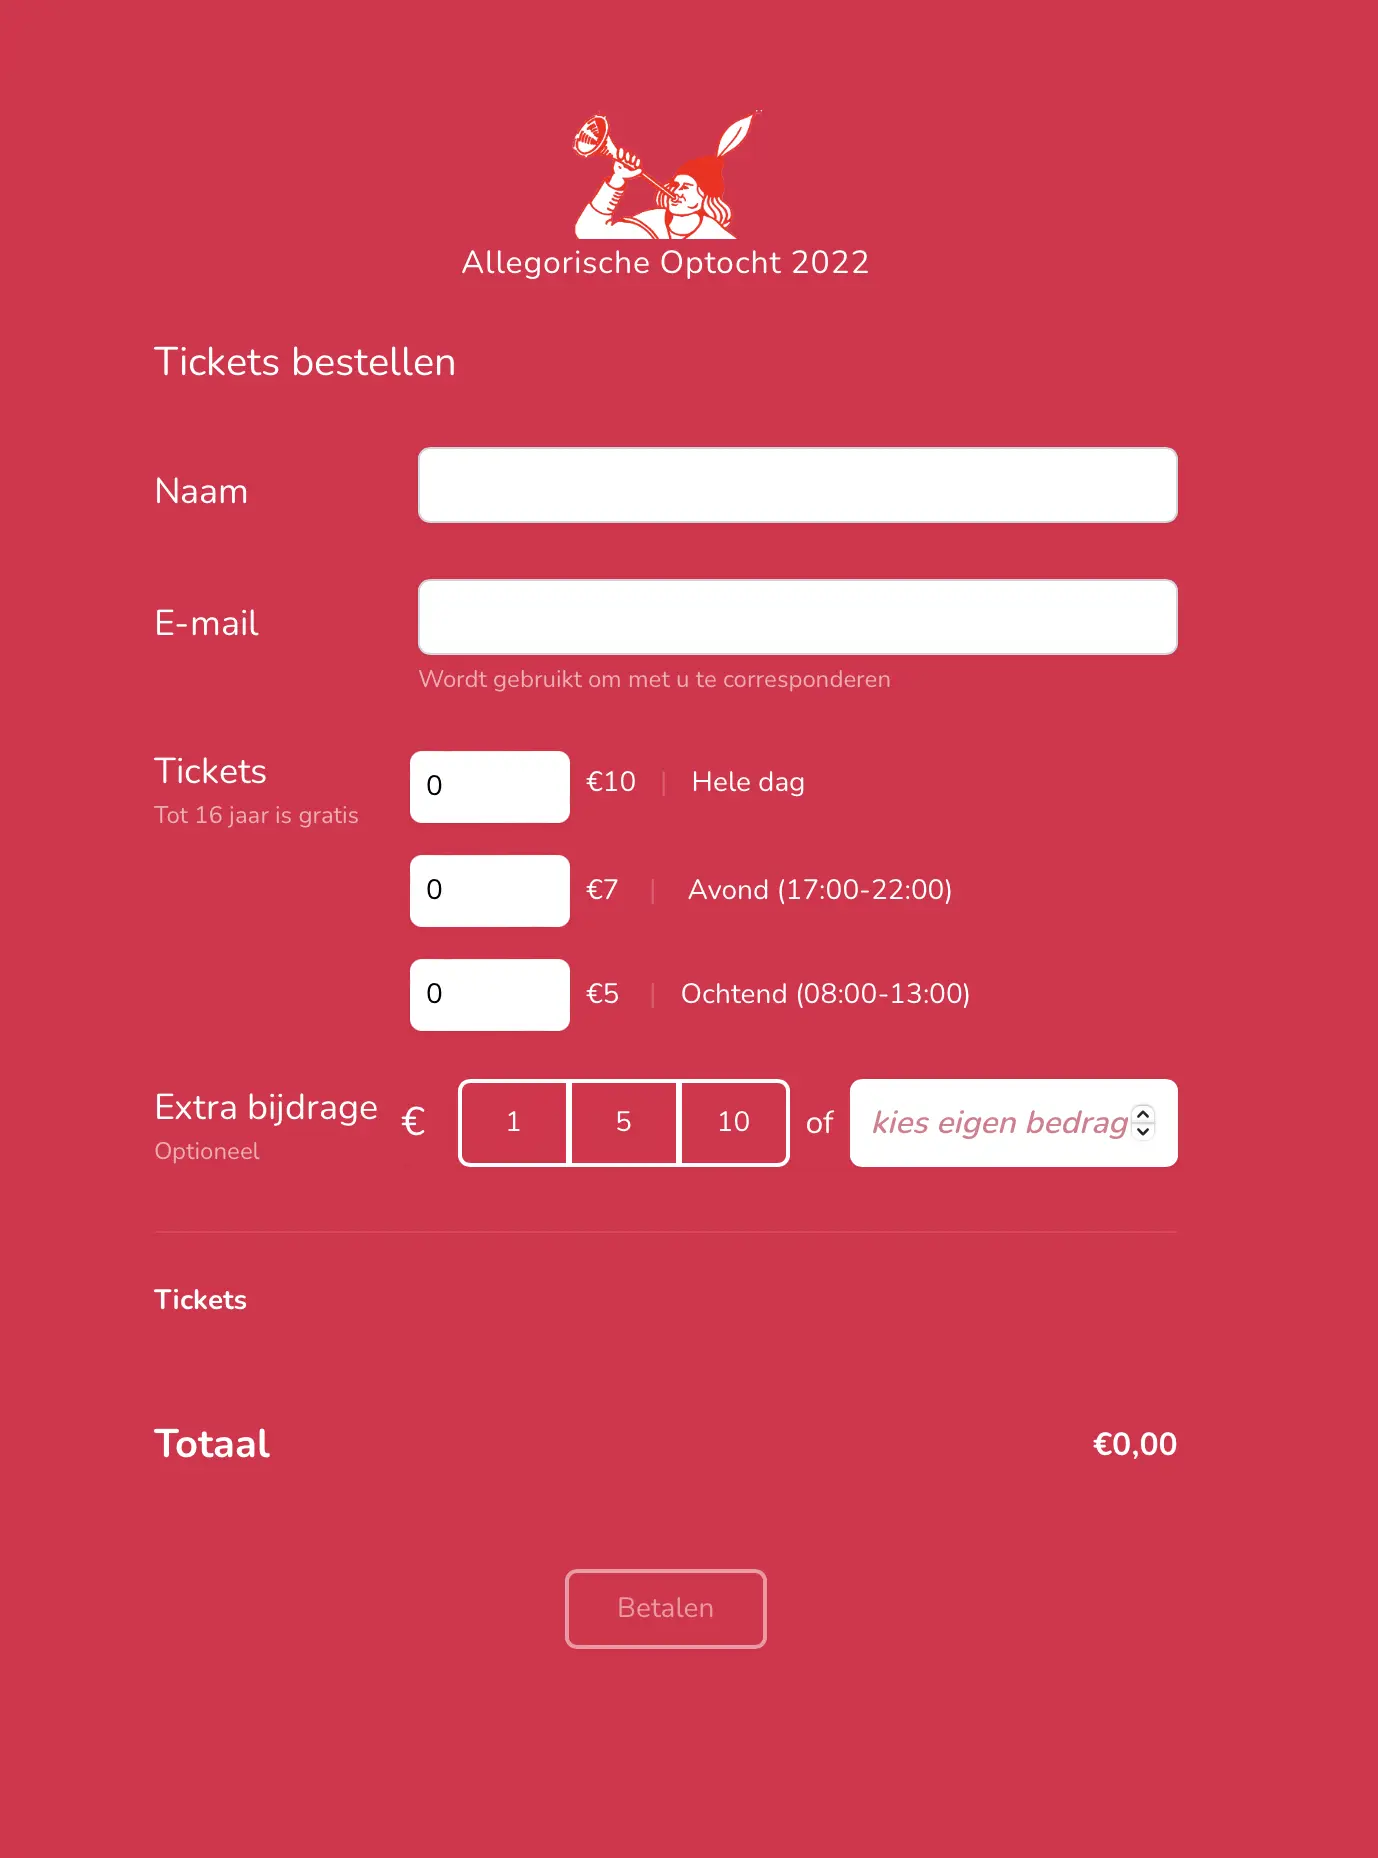 Allegorische Optocht 2022
Tickets bestellen
Naam
E-mail
Wordt gebruikt om met u te corresponderen
Tickets
Tot 16 jaar is gratis
0 €10 | Hele dag
0 €7 | Avond (17:00-22:00)
0 €5 | Ochtend (08:00-13:00)
Extra bijdrage
Optioneel
€ 1 5 10 of kies eigen bedrag
Tickets
Totaal €0,00
Betalen